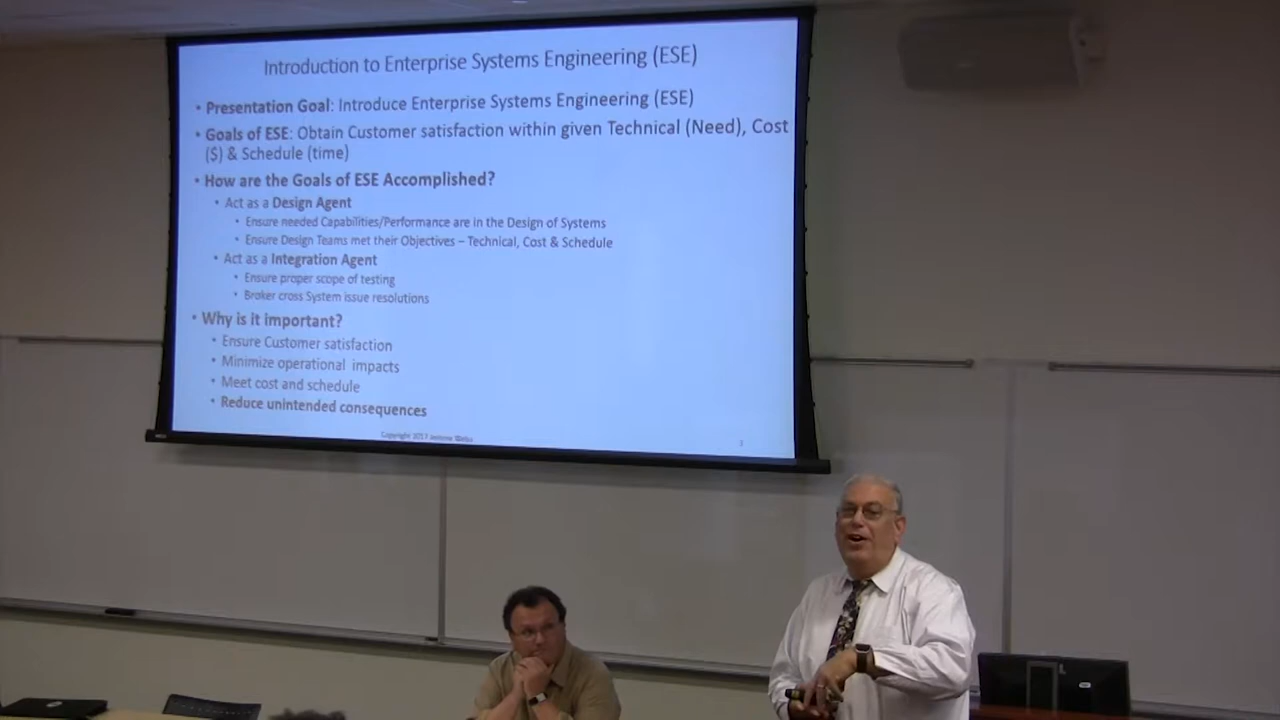 Introduction to Enterprise Systems Engineering (ESE)
• Presentation Goal: Introduce Enterprise Systems Engineering (ESE)
• Goals of ESE: Obtain Customer satisfaction within given Technical (Need), Cost
($) & Schedule (time)
• How are the Goals of ESE Accomplished?
• Act as a Design Agent
• Ensure needed Capabilities/Performance are in the Design of Systems
• Ensure Design Teams met their Objectives – Technical, Cost & Schedule
• Act as a Integration Agent
• Ensure proper scope of testing
• Broker cross System issue resolutions
• Why is it important?
• Ensure Customer satisfaction
• Minimize operational impacts
• Meet cost and schedule
• Reduce unintended consequences
Copyright 2017